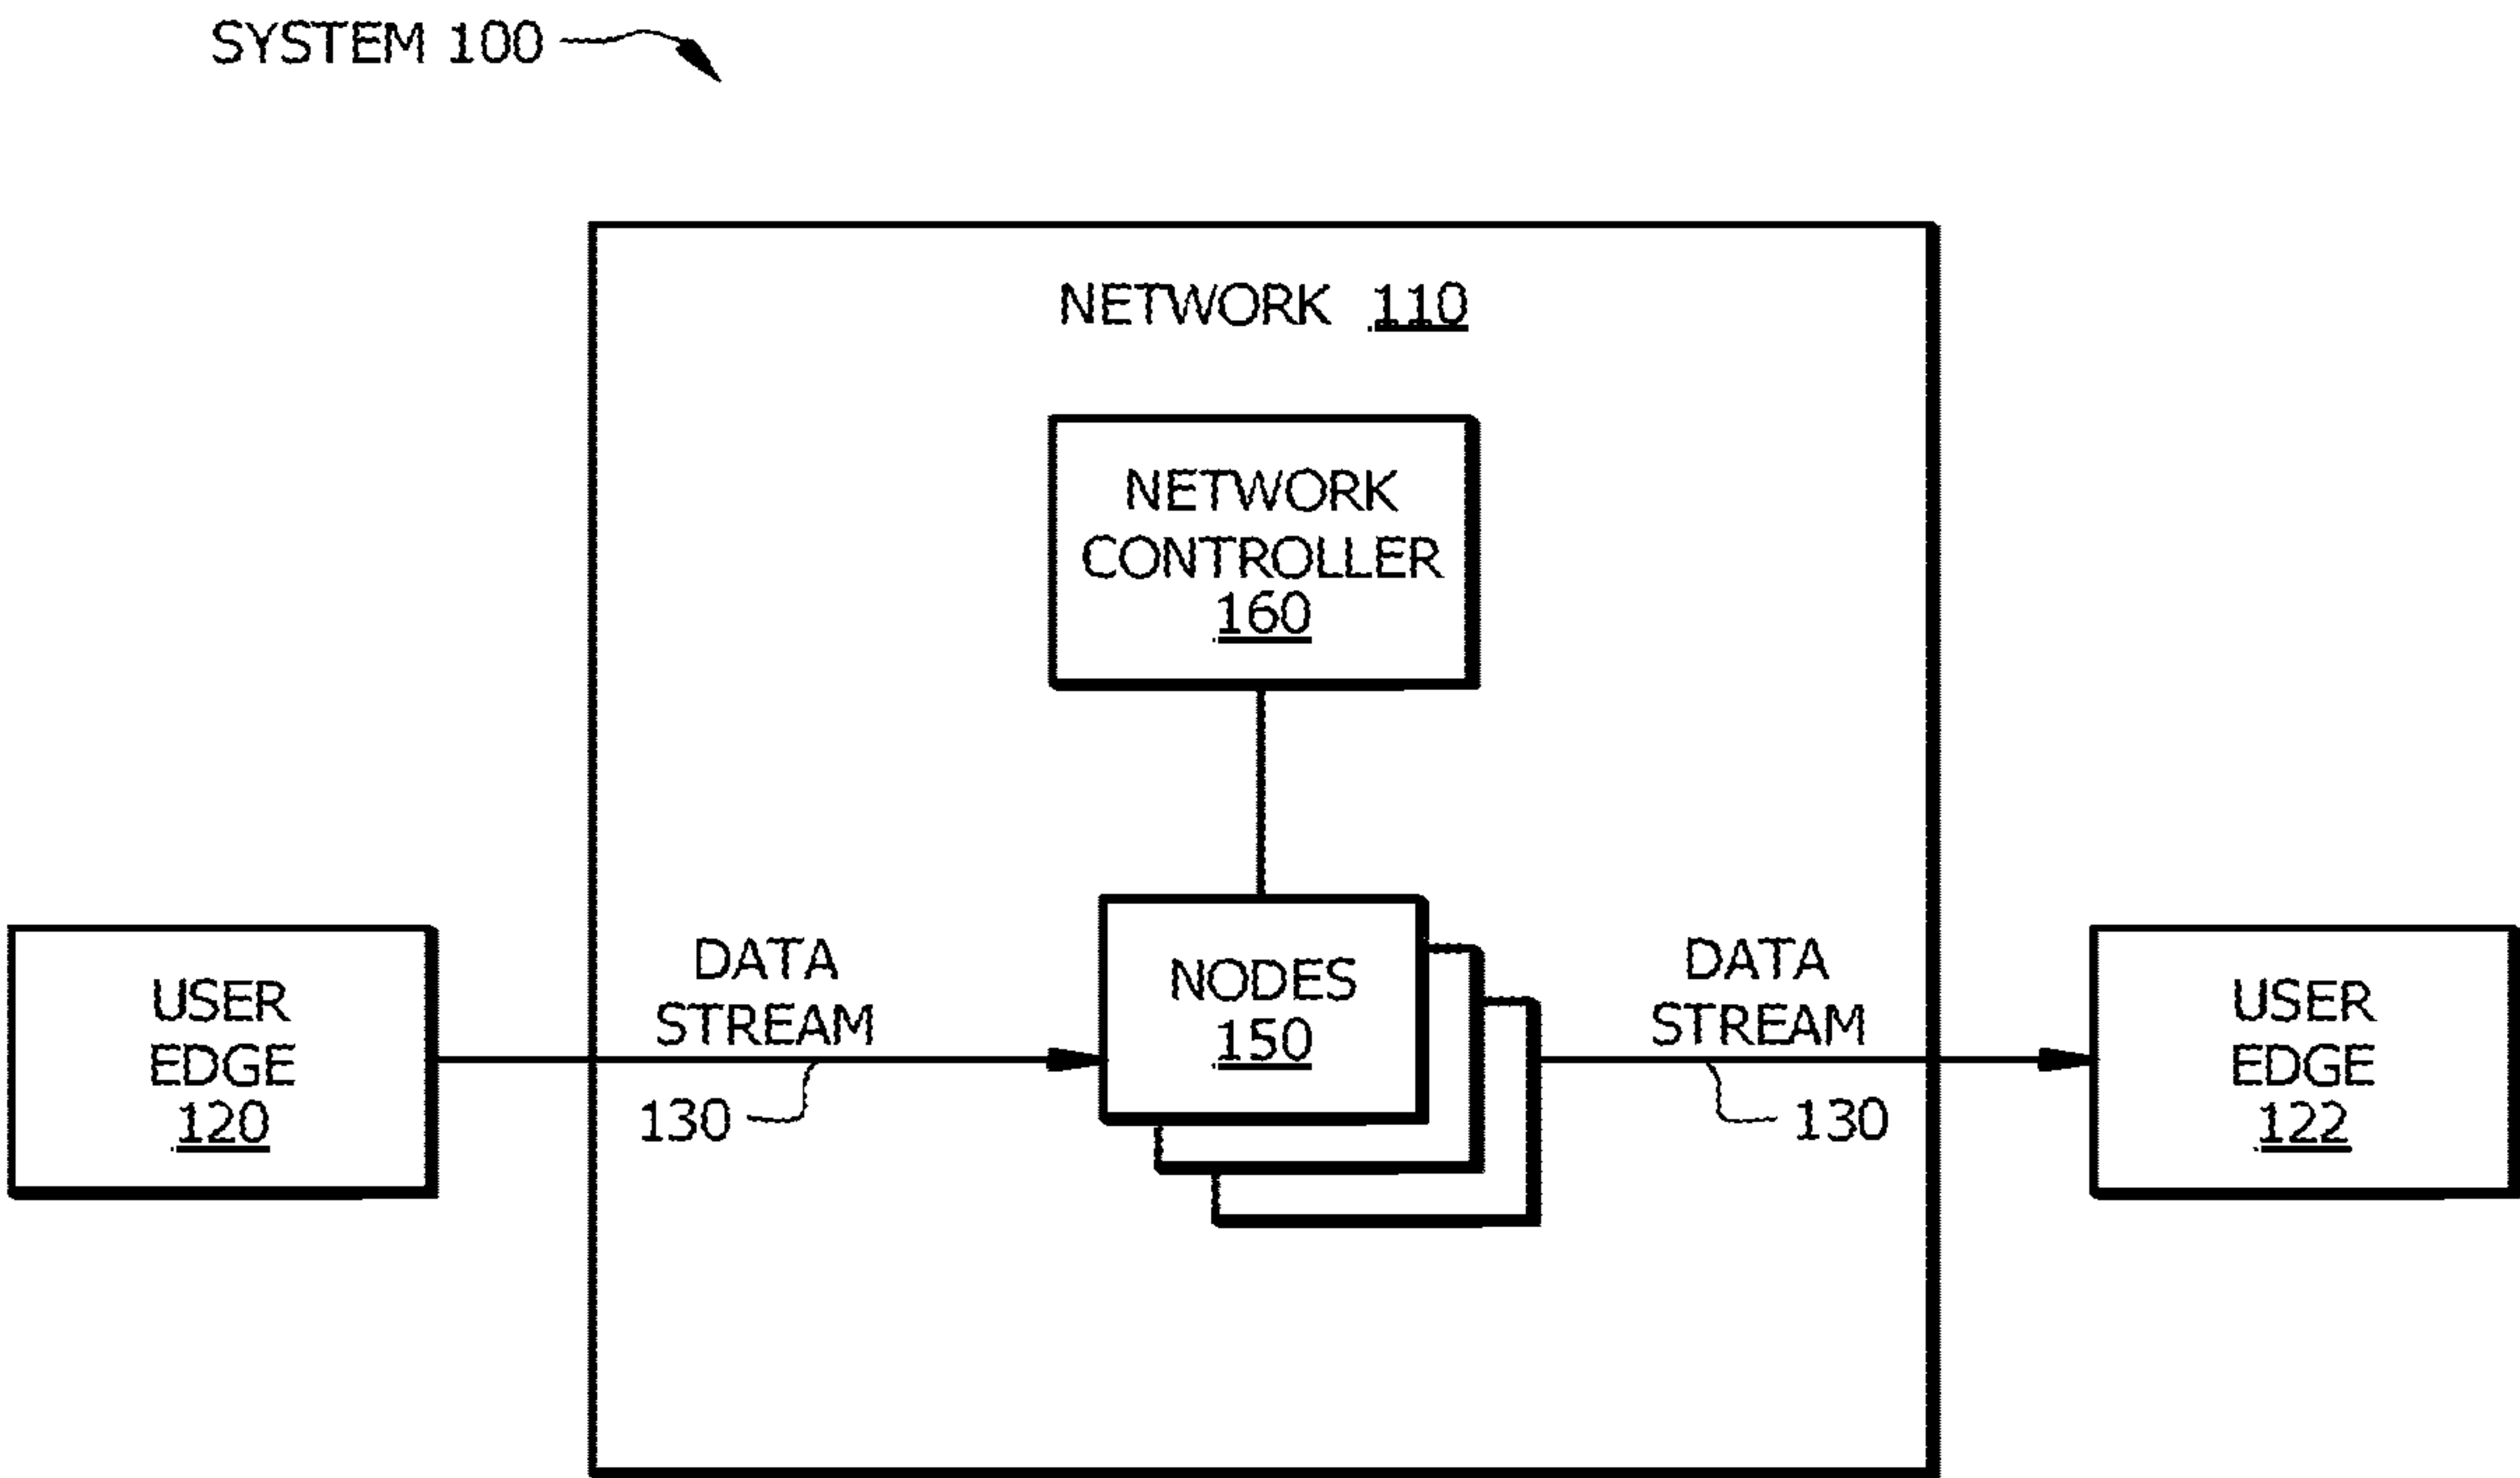 SYSTEM 100
NETWORK 110
NETWORK
CONTROLLER
160
USER
EDGE
120
DATA
STREAM
130
NODES
150
DATA
STREAM
130
USER
EDGE
122